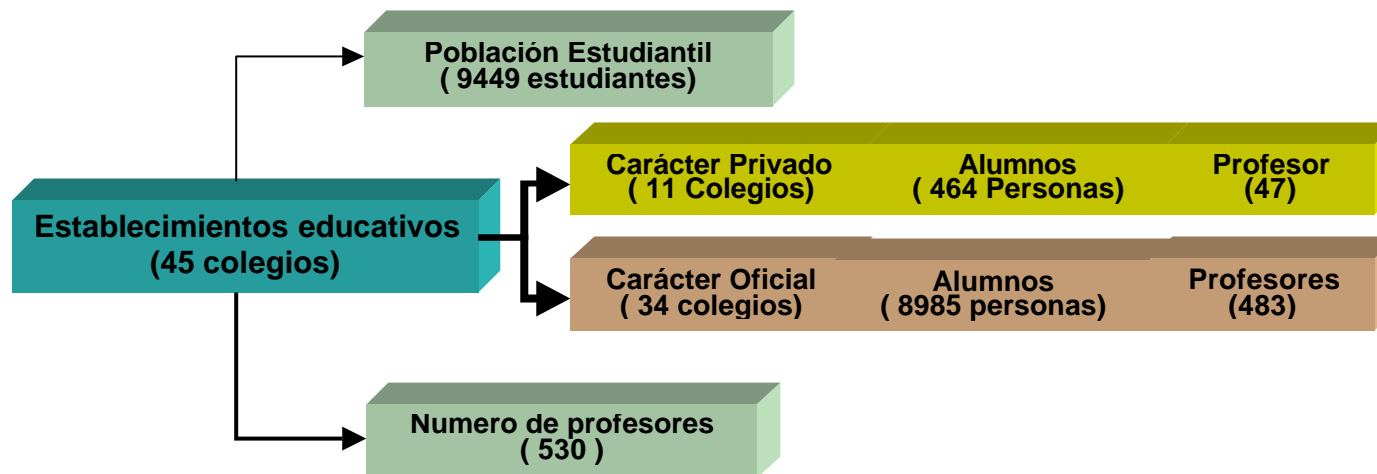 Población Estudiantil
( 9449 estudiantes)
Carácter Privado
( 11 Colegios)
Alumnos
( 464 Personas)
Profesor
(47)
Establecimientos educativos
(45 colegios)
Carácter Oficial
( 34 colegios)
Alumnos
( 8985 personas)
Profesores
(483)
Numero de profesores
( 530 )